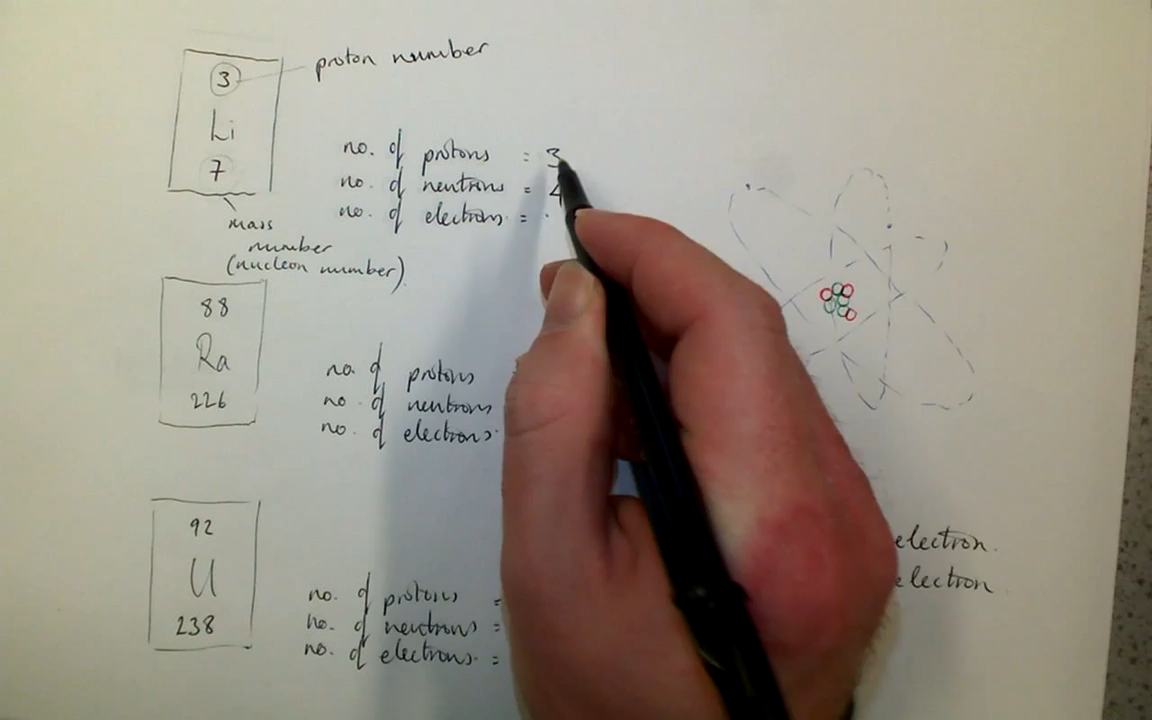 3
proton number
Li
7
no. of protons = 3
no. of neutrons = 4
no. of electrons =
mass
number
(nucleon number)
88
Ra
226
no of protons
no. of neutrons
no. of electrons
92
U
238
no. of protons =
no. of neutrons =
no. of electrons =
electron.
electron